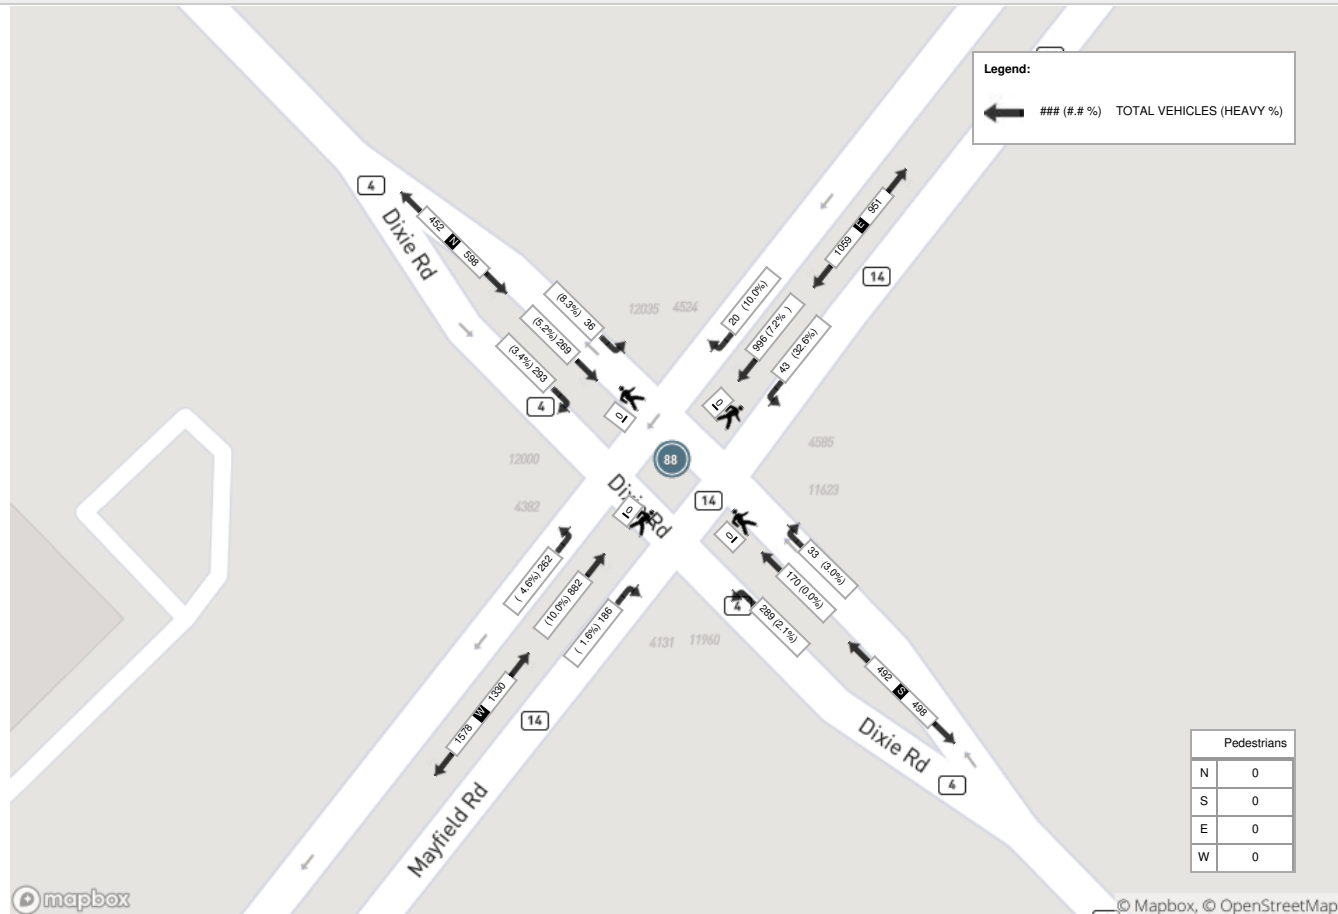 Legend:
### (#.# %) TOTAL VEHICLES (HEAVY %)
4
Dixie Rd
452 N 598
951
E
1059
14
(8.3%) 36
(5.2%) 269
(3.4%) 293
12035 4524
20 (10.0%)
996 (7.2% )
43 (32.6%)
4
0
0
88
12000
4382
4585
11623
Dixie Rd
14
0
0
( 4.6%) 262
(10.0%) 882
( 1.6%) 186
33 (3.0%)
170 (0.0%)
289 (2.1%)
4
4131 11960
492 S 498
1578 W 1330
14
Dixie Rd
4
Mayfield Rd
Pedestrians
N 0
S 0
E 0
W 0
mapbox
© Mapbox, © OpenStreetMap